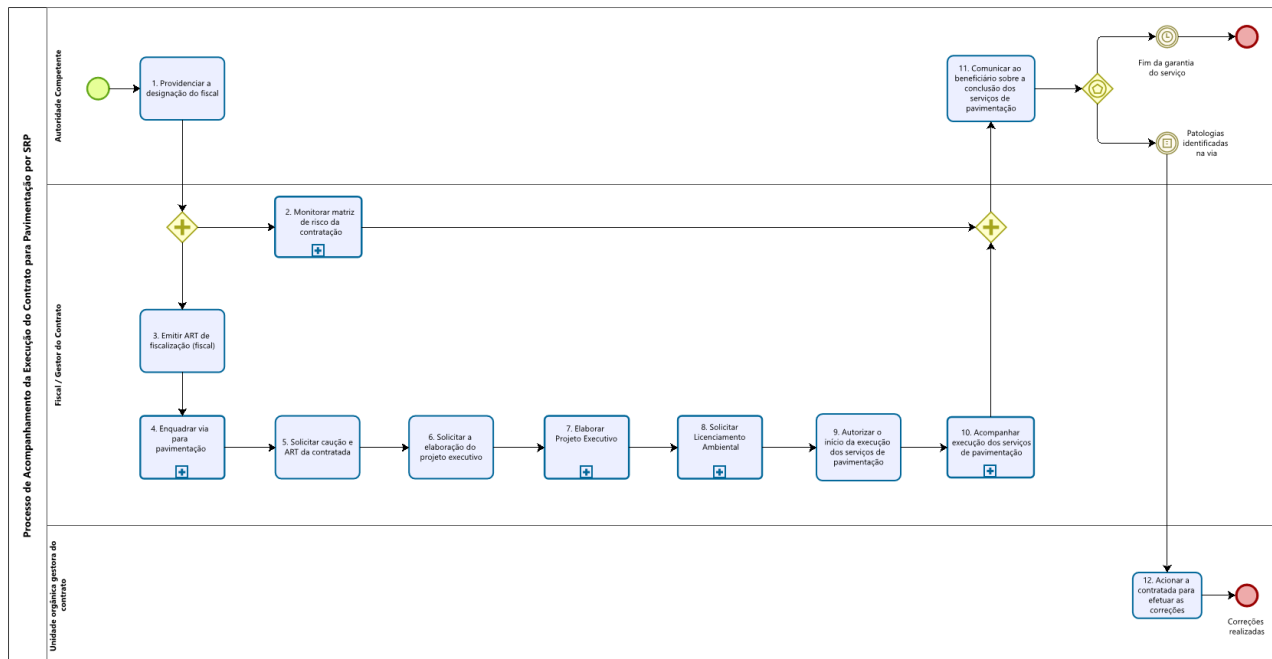 Processo de Acompanhamento da Execução do Contrato para Pavimentação por SRP
Autoridade Competente
1. Providenciar a
designação do fiscal
11. Comunicar ao
beneficiário sobre a
conclusão dos
serviços de
pavimentação
Fim da garantia
do serviço
Patologias
identificadas
na via
Fiscal / Gestor do Contrato
2. Monitorar matriz
de risco da
contratação
3. Emitir ART de
fiscalização (fiscal)
4. Enquadrar via
para
pavimentação
5. Solicitar caução e
ART da contratada
6. Solicitar a
elaboração do
projeto executivo
7. Elaborar
Projeto Executivo
8. Solicitar
Licenciamento
Ambiental
9. Autorizar o
início da execução
dos serviços de
pavimentação
10. Acompanhar
execução dos serviços
de pavimentação
Unidade orgânica gestora do
contrato
12. Acionar a
contratada para
efetuar as
correções
Correções
realizadas